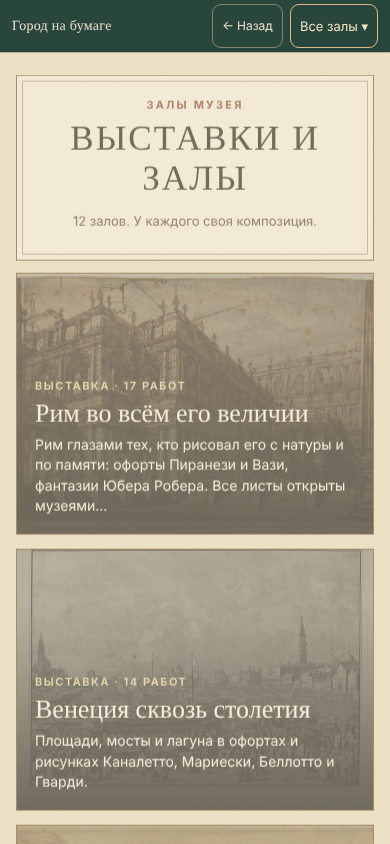 Город на бумаге
← Назад
Все залы ▾
ЗАЛЫ МУЗЕЯ
ВЫСТАВКИ И
ЗАЛЫ
12 залов. У каждого своя композиция.
ВЫСТАВКА · 17 РАБОТ
Рим во всём его величии
Рим глазами тех, кто рисовал его с натуры и
по памяти: офорты Пиранези и Вази,
фантазии Юбера Робера. Все листы открыты
музеями...
ВЫСТАВКА · 14 РАБОТ
Венеция сквозь столетия
Площади, мосты и лагуна в офортах и
рисунках Каналетто, Мариески, Беллотто и
Гварди.